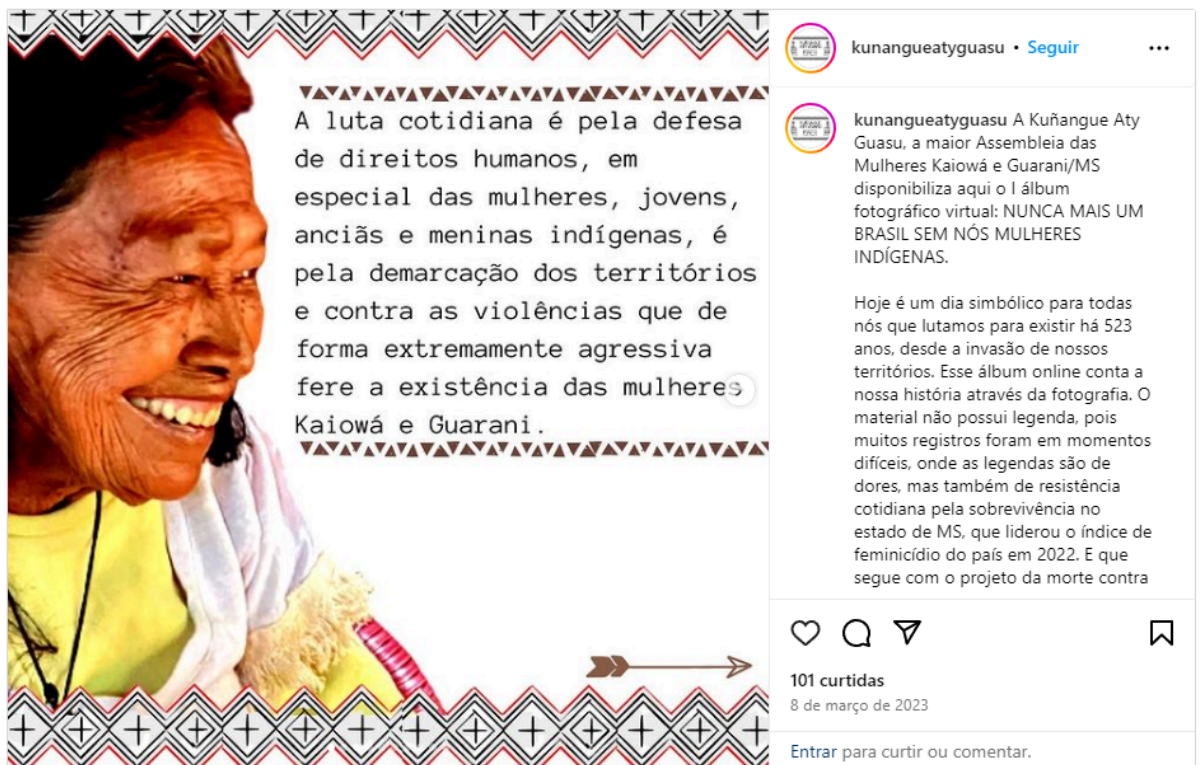 A luta cotidiana é pela defesa
de direitos humanos, em
especial das mulheres, jovens,
anciãs e meninas indígenas, é
pela demarcação dos territórios
e contra as violências que de
forma extremamente agressiva
fere a existência das mulheres
Kaiowá e Guarani.
kunangueatyguasu • Seguir
kunangueatyguasu A Kuñangue Aty
Guasu, a maior Assembleia das
Mulheres Kaiowá e Guarani/MS
disponibiliza aqui o I álbum
fotográfico virtual: NUNCA MAIS UM
BRASIL SEM NÓS MULHERES
INDÍGENAS.
Hoje é um dia simbólico para todas
nós que lutamos para existir há 523
anos, desde a invasão de nossos
territórios. Esse álbum online conta a
nossa história através da fotografia. O
material não possui legenda, pois
muitos registros foram em momentos
difíceis, onde as legendas são de
dores, mas também de resistência
cotidiana pela sobrevivência no
estado de MS, que liderou o índice de
feminicídio do país em 2022. E que
segue com o projeto da morte contra
101 curtidas
8 de março de 2023
Entrar para curtir ou comentar.